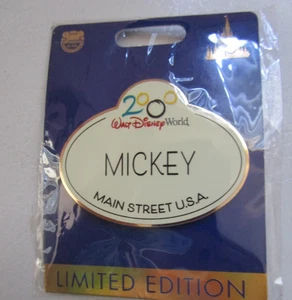 2000
Walt Disney World
MICKEY
MAIN STREET U.S.A.
LIMITED EDITION